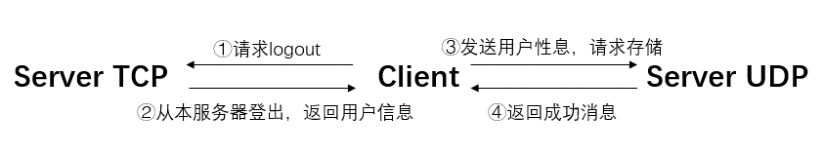 ①请求logout
③发送用户性息，请求存储
Server TCP
Client
Server UDP
②从本服务器登出，返回用户信息
④返回成功消息